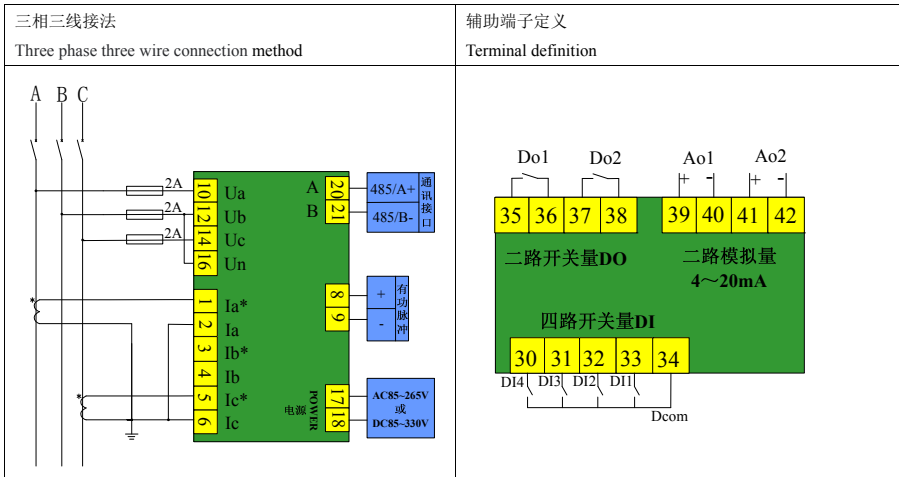 三相三线接法
Three phase three wire connection method
辅助端子定义
Terminal definition
A B C
2A
2A
2A
10 Ua
12 Ub
14 Uc
16 Un
1 Ia*
2 Ia
3 Ib*
4 Ib
5 Ic*
6 Ic
A 20
B 21
485/A+
485/B-
通讯接口
8 +
9 -
有功脉冲
电源
POWER
17
18
AC85~265V
或
DC85~330V
*
*
Do1 Do2 Ao1 Ao2
+ - + -
35 36 37 38 39 40 41 42
二路开关量DO
二路模拟量
4～20mA
四路开关量DI
30 31 32 33 34
DI4 DI3 DI2 DI1
Dcom